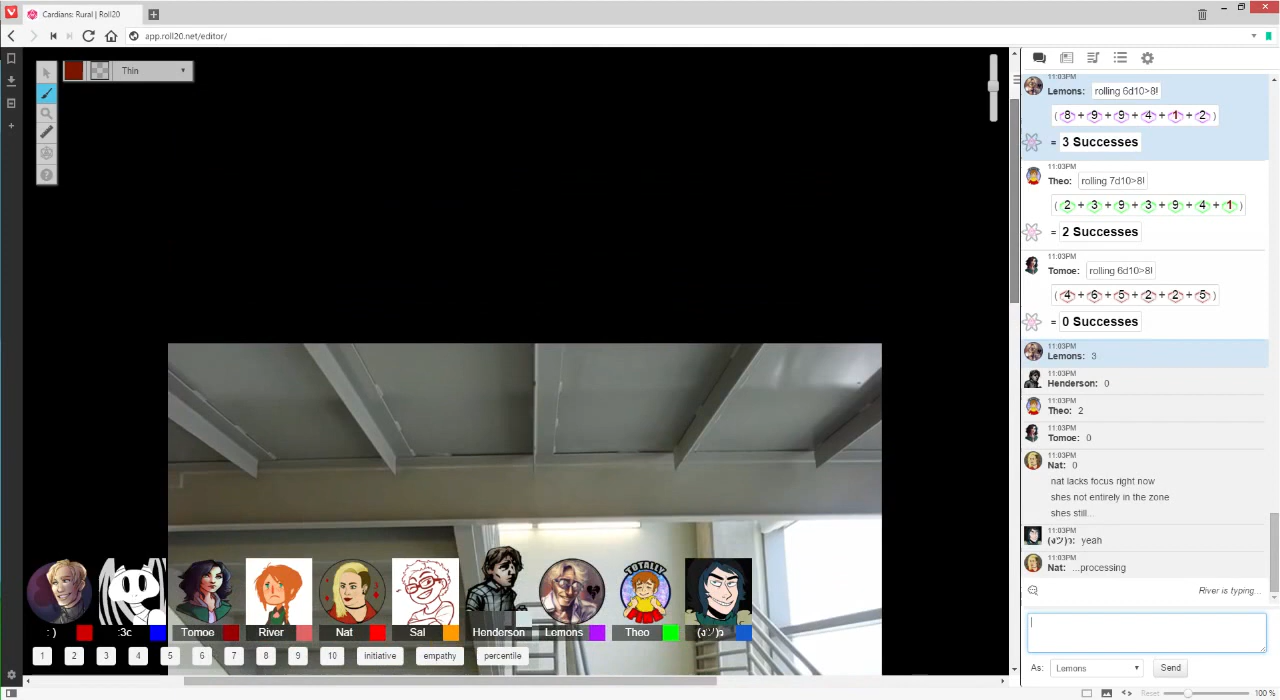 Cardians: Rural | Roll20
app.roll20.net/editor/
Thin
11:03PM
Lemons: rolling 6d10>8!
(8+9+9+4+1+2)
= 3 Successes
11:03PM
Theo: rolling 7d10>8!
(2+3+9+3+9+4+1)
= 2 Successes
11:03PM
Tomoe: rolling 6d10>8!
(4+6+5+2+2+5)
= 0 Successes
11:03PM
Lemons: 3
11:03PM
Henderson: 0
11:03PM
Theo: 2
11:03PM
Tomoe: 0
11:03PM
Nat: 0
nat lacks focus right now
shes not entirely in the zone
shes still...
11:03PM
yeah
11:03PM
Nat: ...processing
River is typing...
As: Lemons
Send
TOTALLY
: )
:3c
Tomoe
River
Nat
Sal
Henderson
Lemons
Theo
1 2 3 4 5 6 7 8 9 10 initiative empathy percentile
Reset 100 %